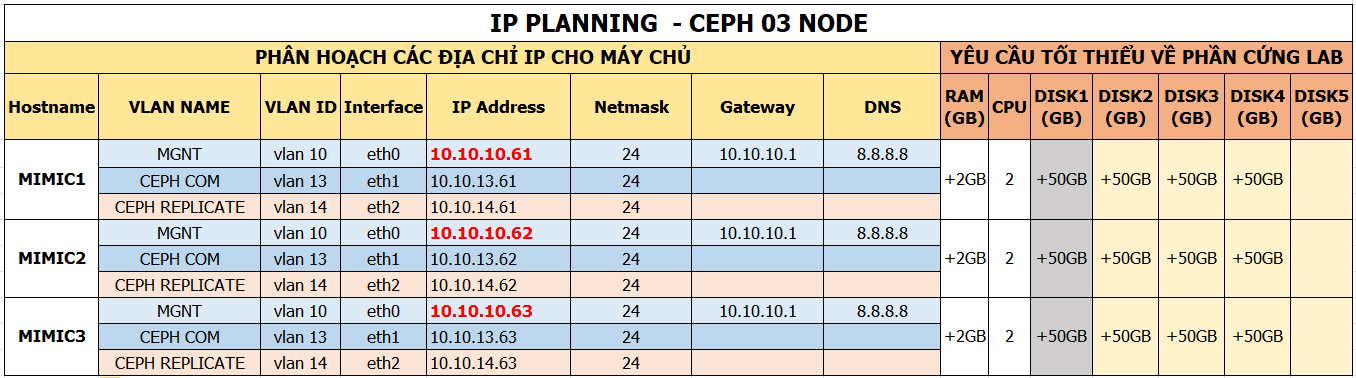 IP PLANNING - CEPH 03 NODE
PHÂN HOẠCH CÁC ĐỊA CHỈ IP CHO MÁY CHỦ YÊU CẦU TỐI THIỂU VỀ PHẦN CỨNG LAB
Hostname VLAN NAME VLAN ID Interface IP Address Netmask Gateway DNS RAM (GB) CPU DISK1 (GB) DISK2 (GB) DISK3 (GB) DISK4 (GB) DISK5 (GB)
MGNT vlan 10 eth0 10.10.10.61 24 10.10.10.1 8.8.8.8
MIMIC1 CEPH COM vlan 13 eth1 10.10.13.61 24 +2GB 2 +50GB +50GB +50GB +50GB
CEPH REPLICATE vlan 14 eth2 10.10.14.61 24
MGNT vlan 10 eth0 10.10.10.62 24 10.10.10.1 8.8.8.8
MIMIC2 CEPH COM vlan 13 eth1 10.10.13.62 24 +2GB 2 +50GB +50GB +50GB +50GB
CEPH REPLICATE vlan 14 eth2 10.10.14.62 24
MGNT vlan 10 eth0 10.10.10.63 24 10.10.10.1 8.8.8.8
MIMIC3 CEPH COM vlan 13 eth1 10.10.13.63 24 +2GB 2 +50GB +50GB +50GB +50GB
CEPH REPLICATE vlan 14 eth2 10.10.14.63 24